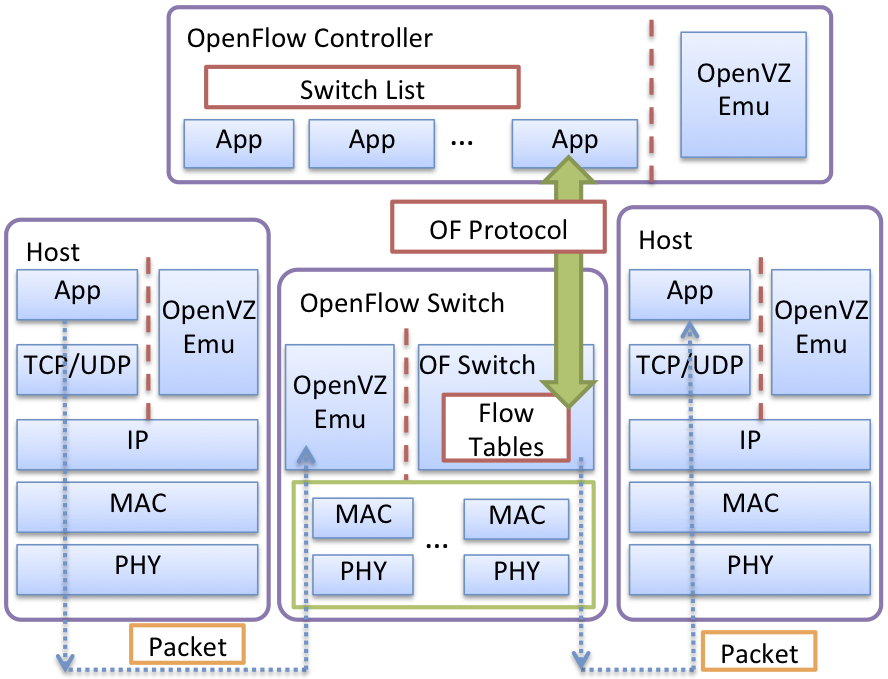 OpenFlow Controller
Switch List
App
App
...
App
OpenVZ
Emu
OF Protocol
Host
App
OpenVZ
Emu
TCP/UDP
IP
MAC
PHY
OpenFlow Switch
OpenVZ
Emu
OF Switch
Flow
Tables
MAC
MAC
...
PHY
PHY
Host
App
OpenVZ
Emu
TCP/UDP
IP
MAC
PHY
Packet
Packet